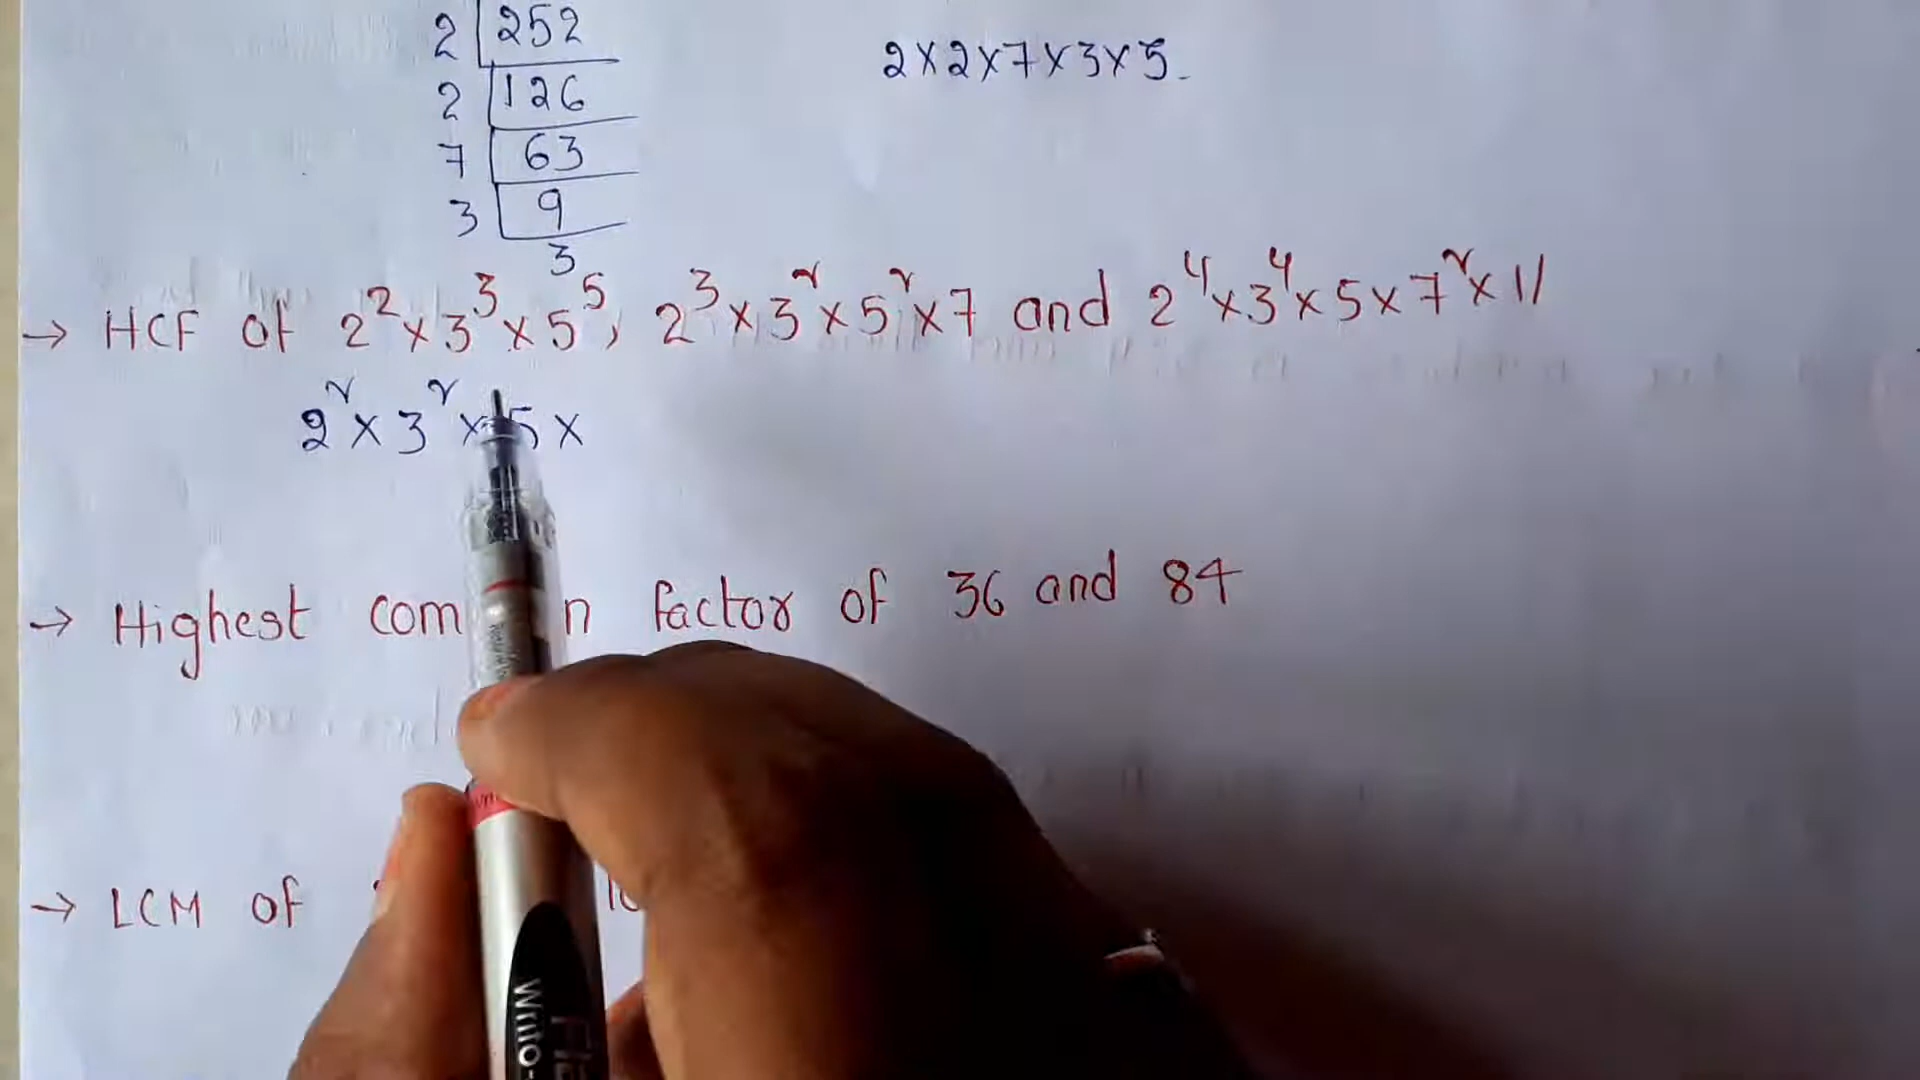 2 252
2 × 2 × 7 × 3 × 5
2 126
7 63
3 9
3
→ HCF of 2² × 3³ × 5⁵, 2³ × 3² × 5² × 7 and 2⁴ × 3⁴ × 5 × 7² × 11
2² × 3² × 5 ×
→ Highest factor of 36 and 84
→ LCM of
Write-